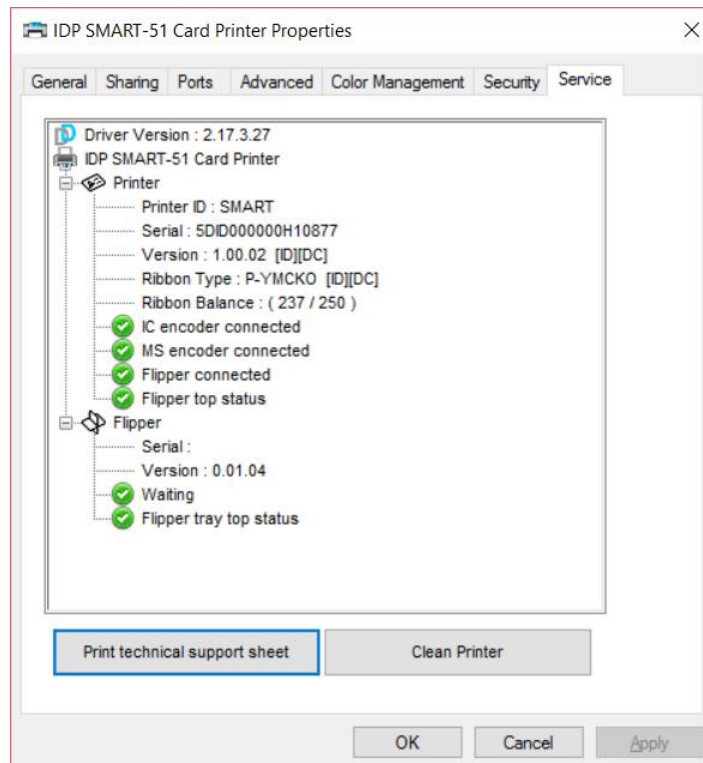 IDP SMART-51 Card Printer Properties
General Sharing Ports Advanced Color Management Security Service
Driver Version : 2.17.3.27
IDP SMART-51 Card Printer
Printer
Printer ID : SMART
Serial : 5DID000000H10877
Version : 1.00.02 [ID][DC]
Ribbon Type : P-YMCKO [ID][DC]
Ribbon Balance : ( 237 / 250 )
IC encoder connected
MS encoder connected
Flipper connected
Flipper top status
Flipper
Serial :
Version : 0.01.04
Waiting
Flipper tray top status
Print technical support sheet Clean Printer
OK Cancel Apply